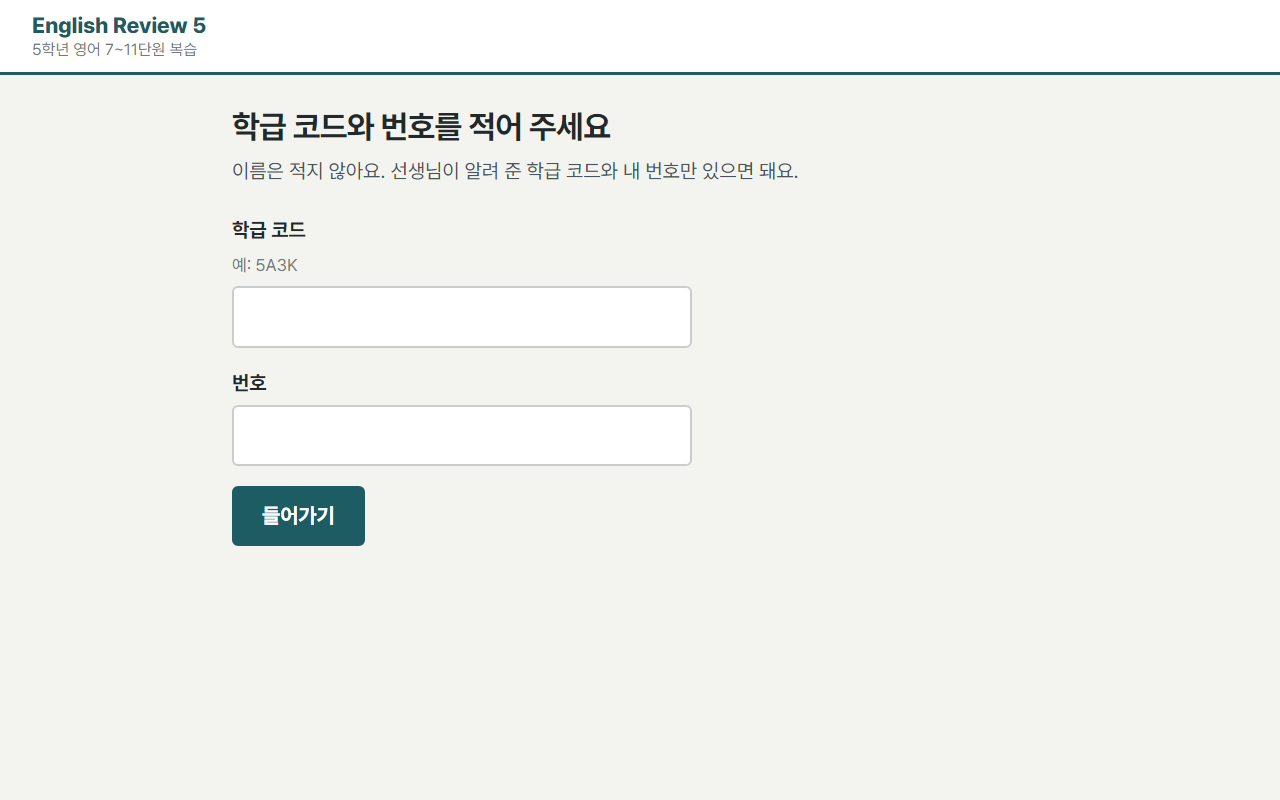 English Review 5
5학년 영어 7~11단원 복습
학급 코드와 번호를 적어 주세요
이름은 적지 않아요. 선생님이 알려 준 학급 코드와 내 번호만 있으면 돼요.
학급 코드
예: 5A3K
번호
들어가기